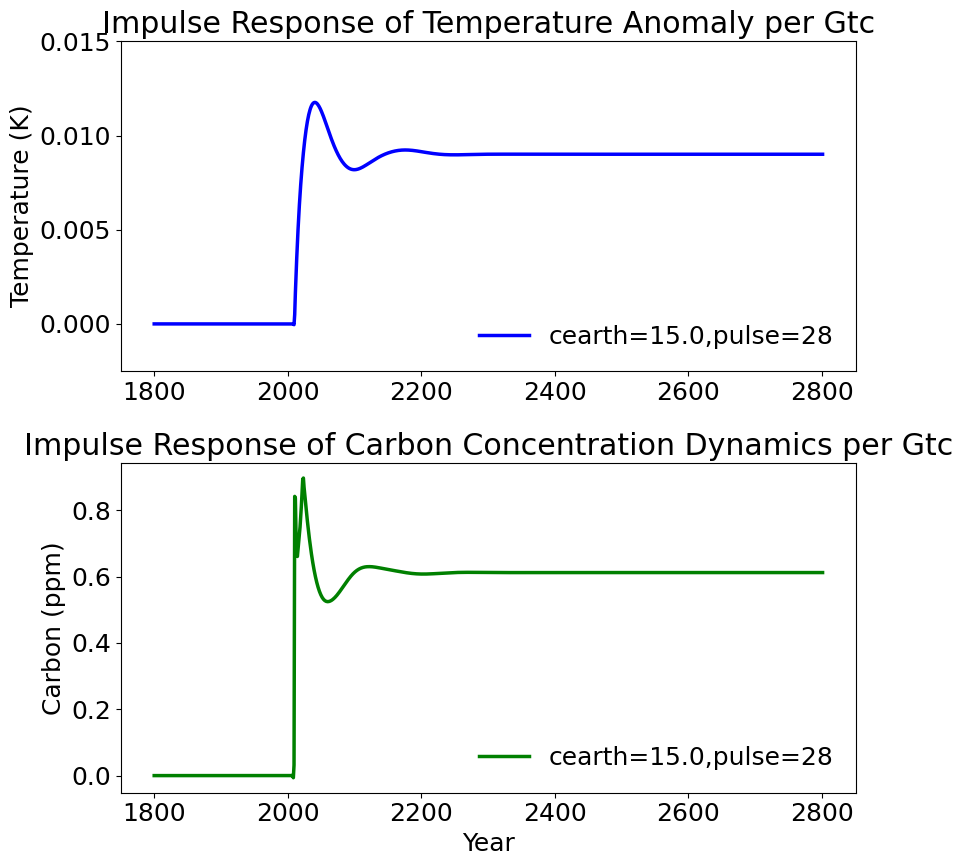 Impulse Response of Temperature Anomaly per Gtc
0.015
0.010
0.005
0.000
Temperature (K)
cearth=15.0,pulse=28
1800 2000 2200 2400 2600 2800
Impulse Response of Carbon Concentration Dynamics per Gtc
0.8
0.6
0.4
0.2
0.0
Carbon (ppm)
cearth=15.0,pulse=28
1800 2000 2200 2400 2600 2800
Year